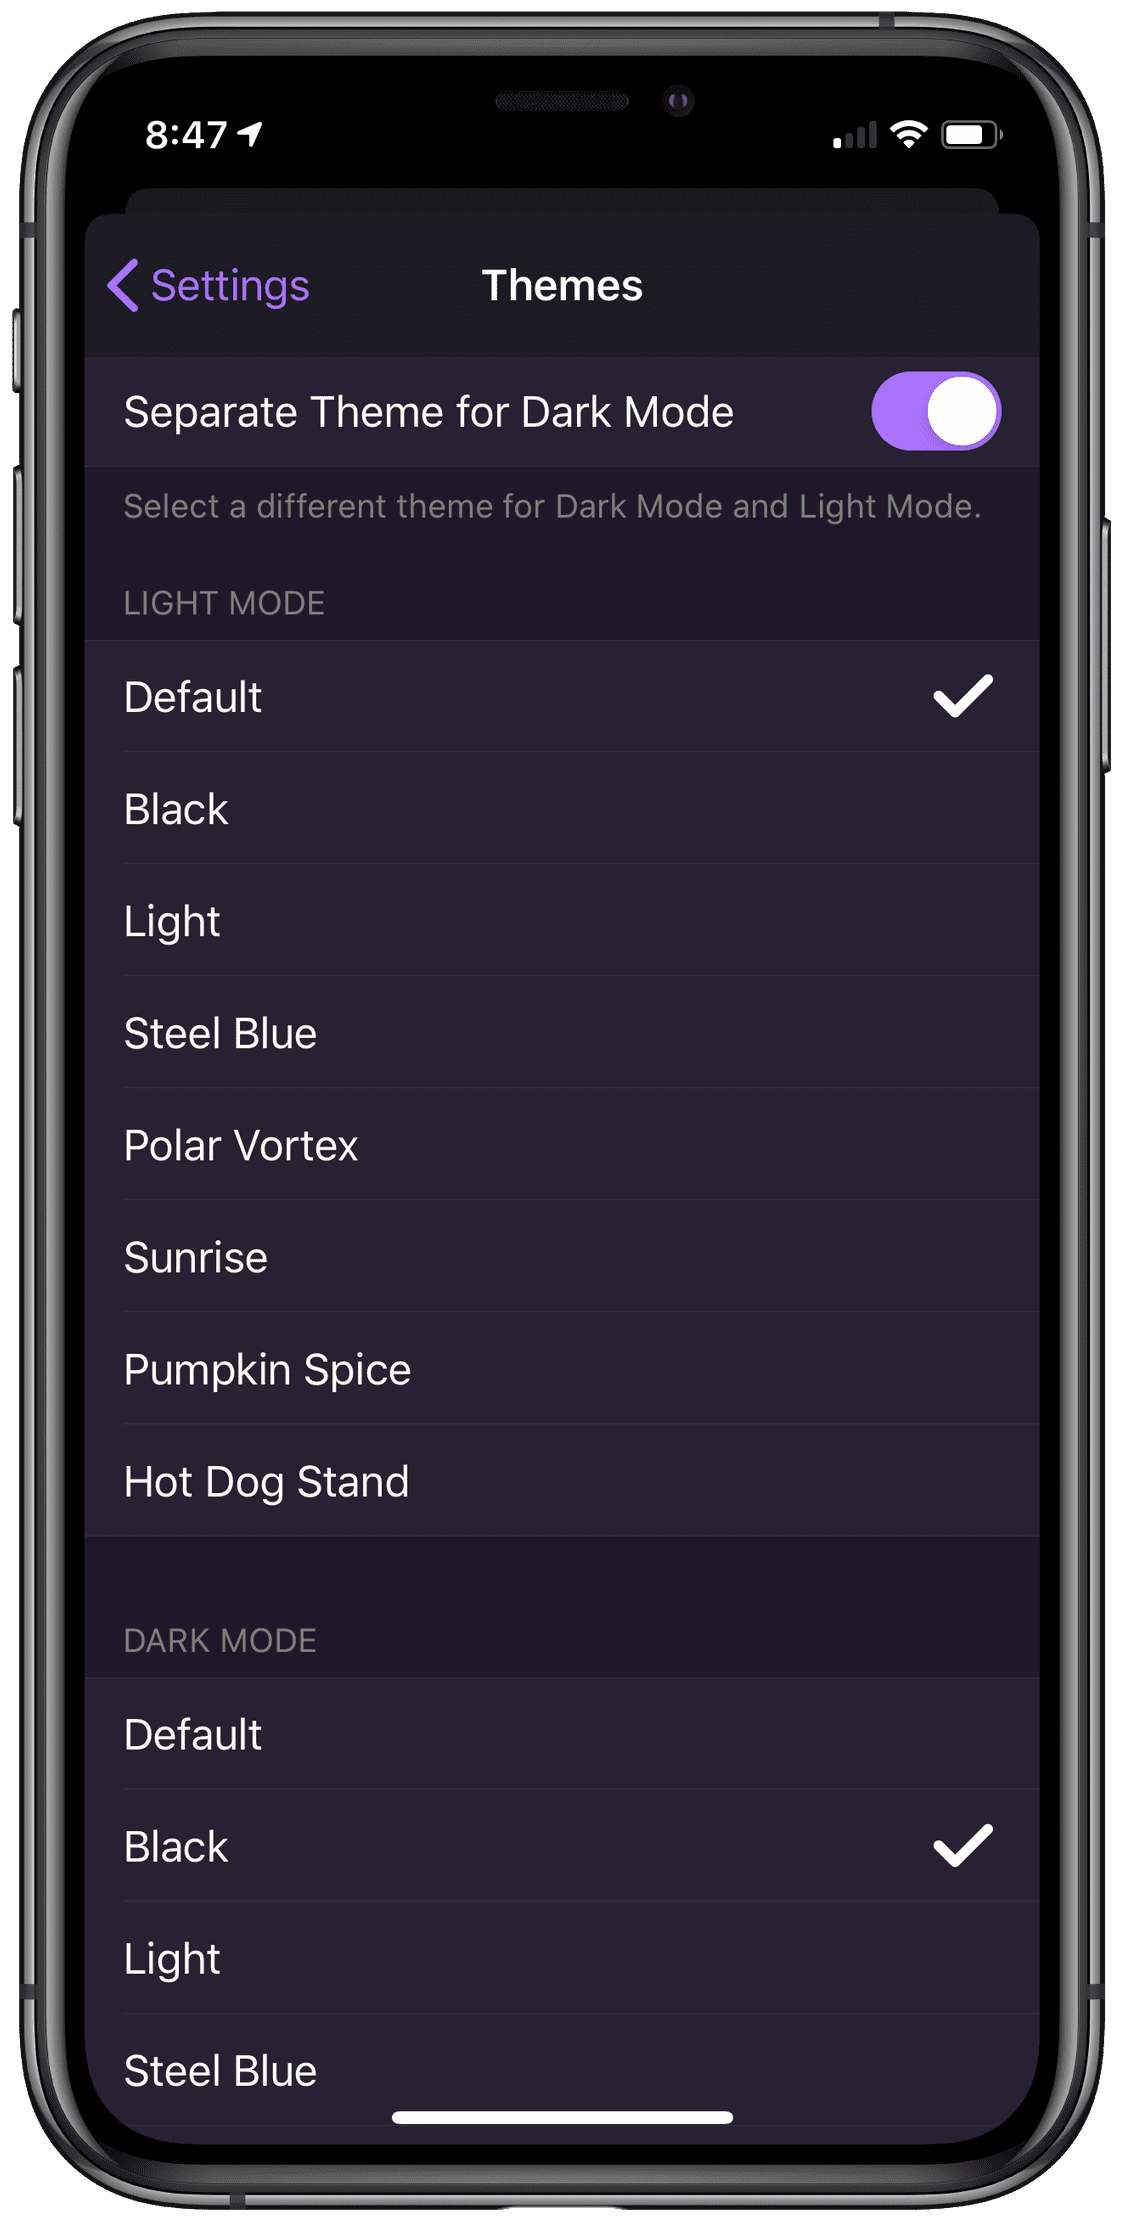 8:47
Settings
Themes
Separate Theme for Dark Mode
Select a different theme for Dark Mode and Light Mode.
LIGHT MODE
Default
Black
Light
Steel Blue
Polar Vortex
Sunrise
Pumpkin Spice
Hot Dog Stand
DARK MODE
Default
Black
Light
Steel Blue